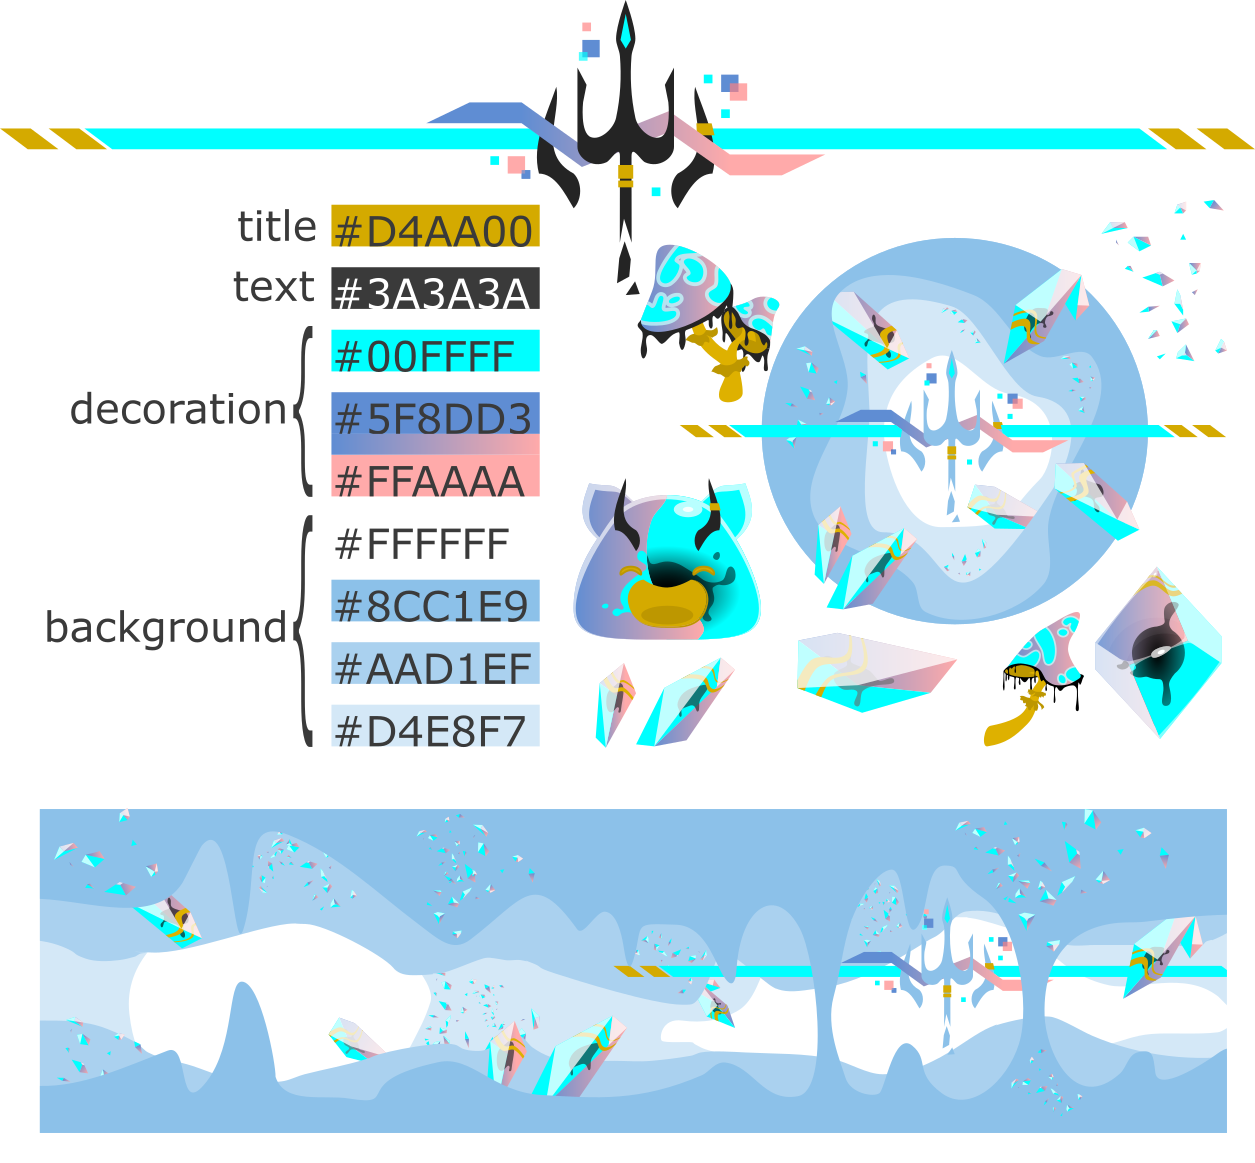 title #D4AA00
text #3A3A3A
#00FFFF
decoration #5F8DD3
#FFAAAA
#FFFFFF
#8CC1E9
background
#AAD1EF
#D4E8F7